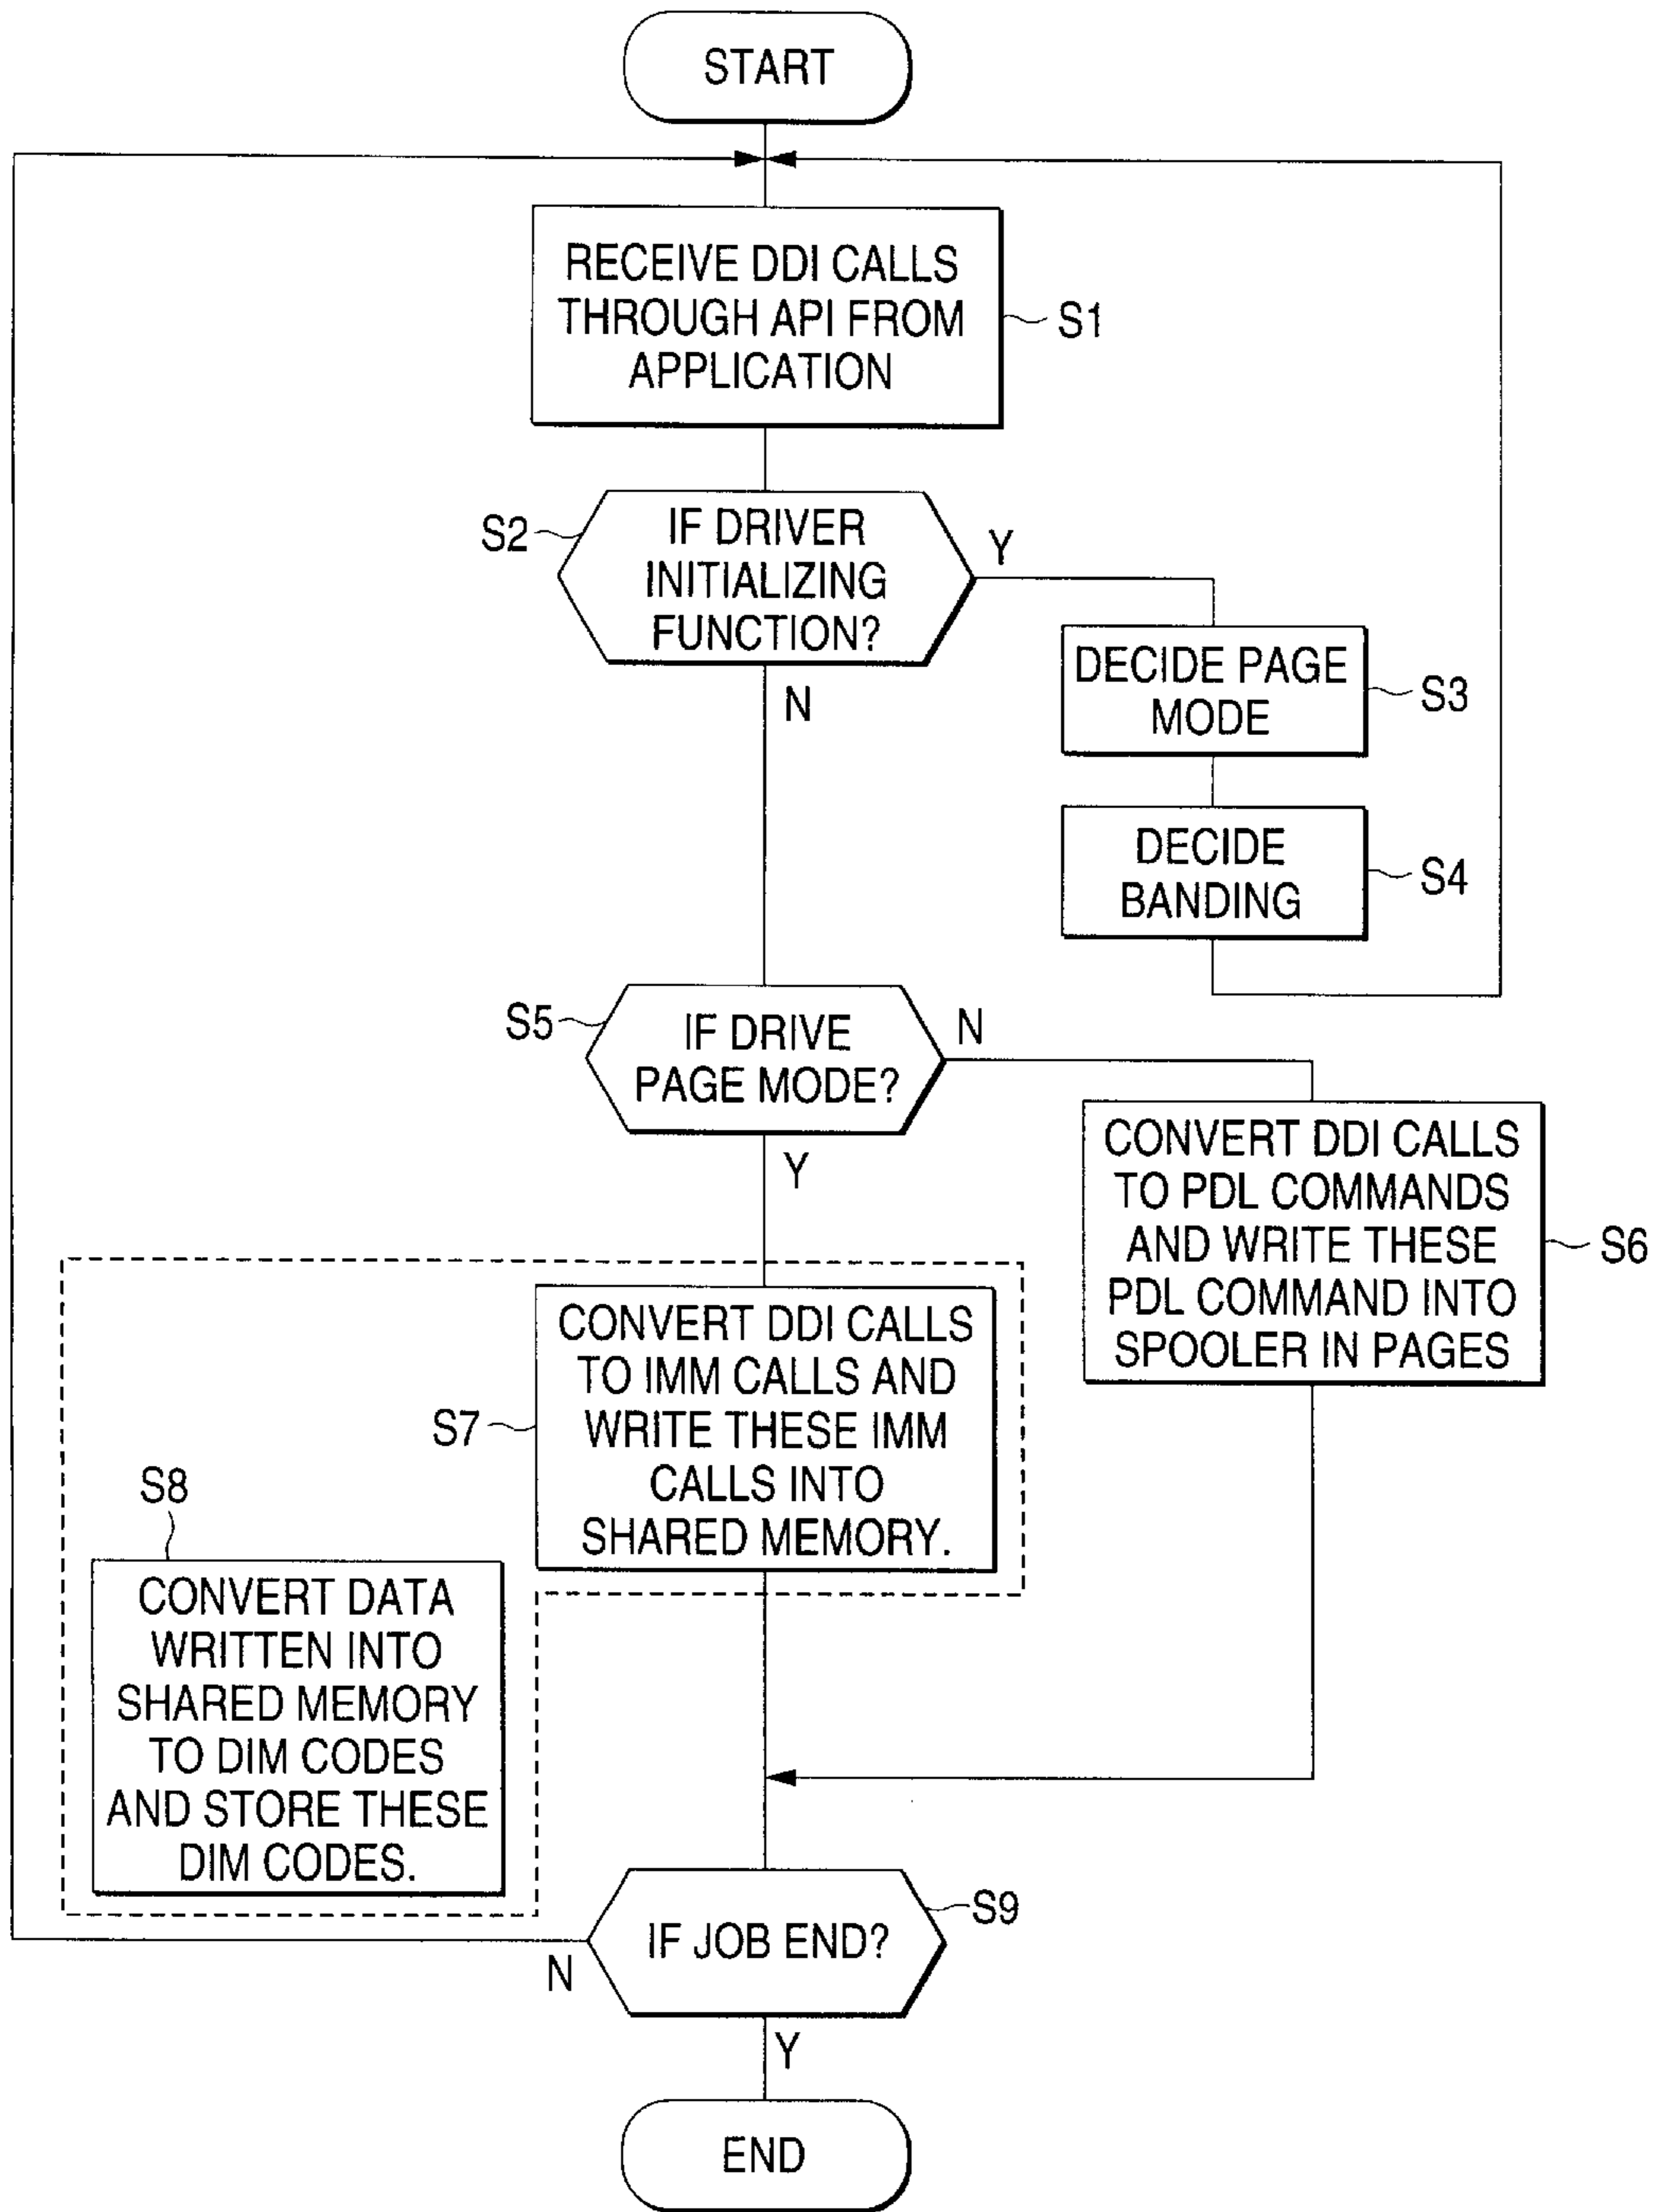 START
RECEIVE DDI CALLS
THROUGH API FROM
APPLICATION
S1
S2
IF DRIVER
INITIALIZING
FUNCTION?
Y
N
DECIDE PAGE
MODE
S3
DECIDE
BANDING
S4
S5
IF DRIVE
PAGE MODE?
N
Y
CONVERT DDI CALLS
TO PDL COMMANDS
AND WRITE THESE
PDL COMMAND INTO
SPOOLER IN PAGES
S6
CONVERT DDI CALLS
TO IMM CALLS AND
WRITE THESE IMM
CALLS INTO
SHARED MEMORY.
S7
S8
CONVERT DATA
WRITTEN INTO
SHARED MEMORY
TO DIM CODES
AND STORE THESE
DIM CODES.
IF JOB END?
S9
N
Y
END